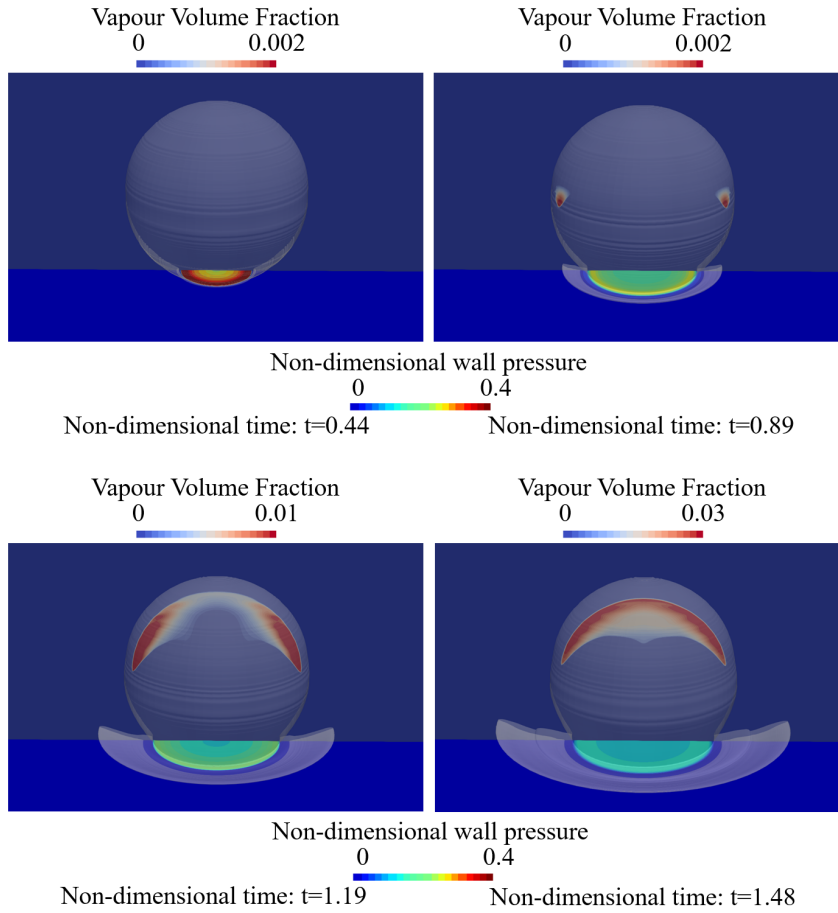 Vapour Volume Fraction
0 0.002
Vapour Volume Fraction
0 0.002
Non-dimensional wall pressure
0 0.4
Non-dimensional time: t=0.44
Non-dimensional time: t=0.89
Vapour Volume Fraction
0 0.01
Vapour Volume Fraction
0 0.03
Non-dimensional wall pressure
0 0.4
Non-dimensional time: t=1.19
Non-dimensional time: t=1.48